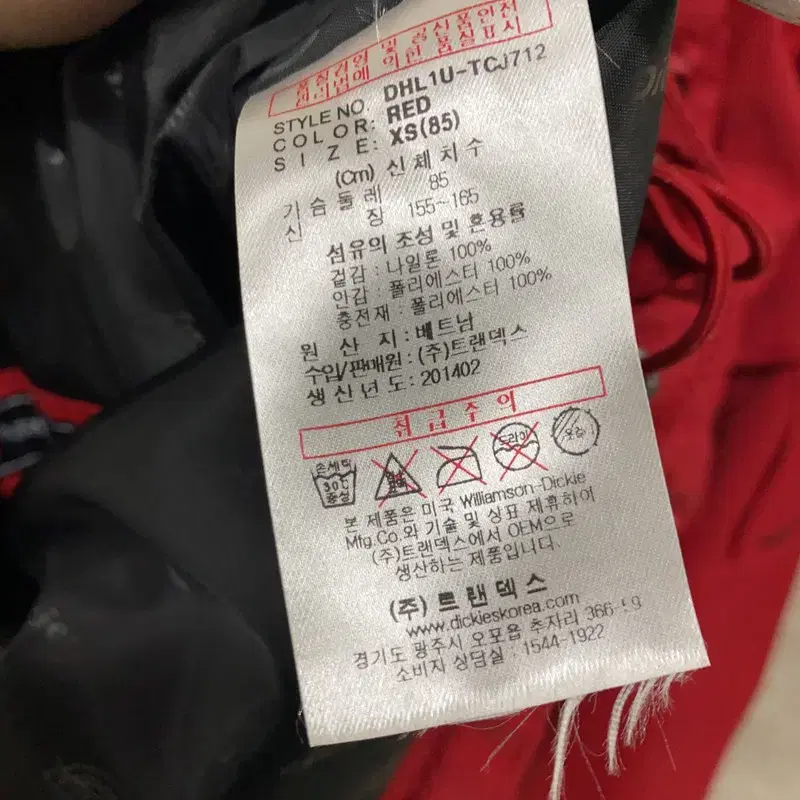 품질경영 및 공산품안전
관리법에 의한 품질표시
STYLE NO. DHL1U-TCJ712
COLOR: RED
SIZE: XS(85)
(Cm) 신체치수
가슴둘레 85
신 장 155~165
섬유의 조성 및 혼용률
겉감 : 나일론 100%
안감 : 폴리에스터 100%
충전재 : 폴리에스터 100%
원 산 지 : 베트남
수입/판매원 : (주)트랜덱스
생산년도 : 201402
취급주의
손세탁 30℃ 중성
드라이
본 제품은 미국 Williamson-Dickie
Mfg.Co.와 기술 및 상표 제휴하여
(주)트랜덱스에서 OEM으로
생산하는 제품입니다.
(주)트랜덱스
www.dickieskorea.com
경기도 광주시 오포읍 추자리 366-
소비자 상담실 : 1544-1922